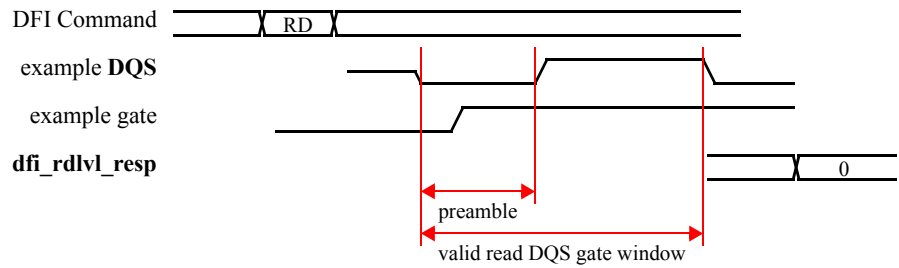 DFI Command
RD
example DQS
example gate
dfi_rdlvl_resp
0
preamble
valid read DQS gate window